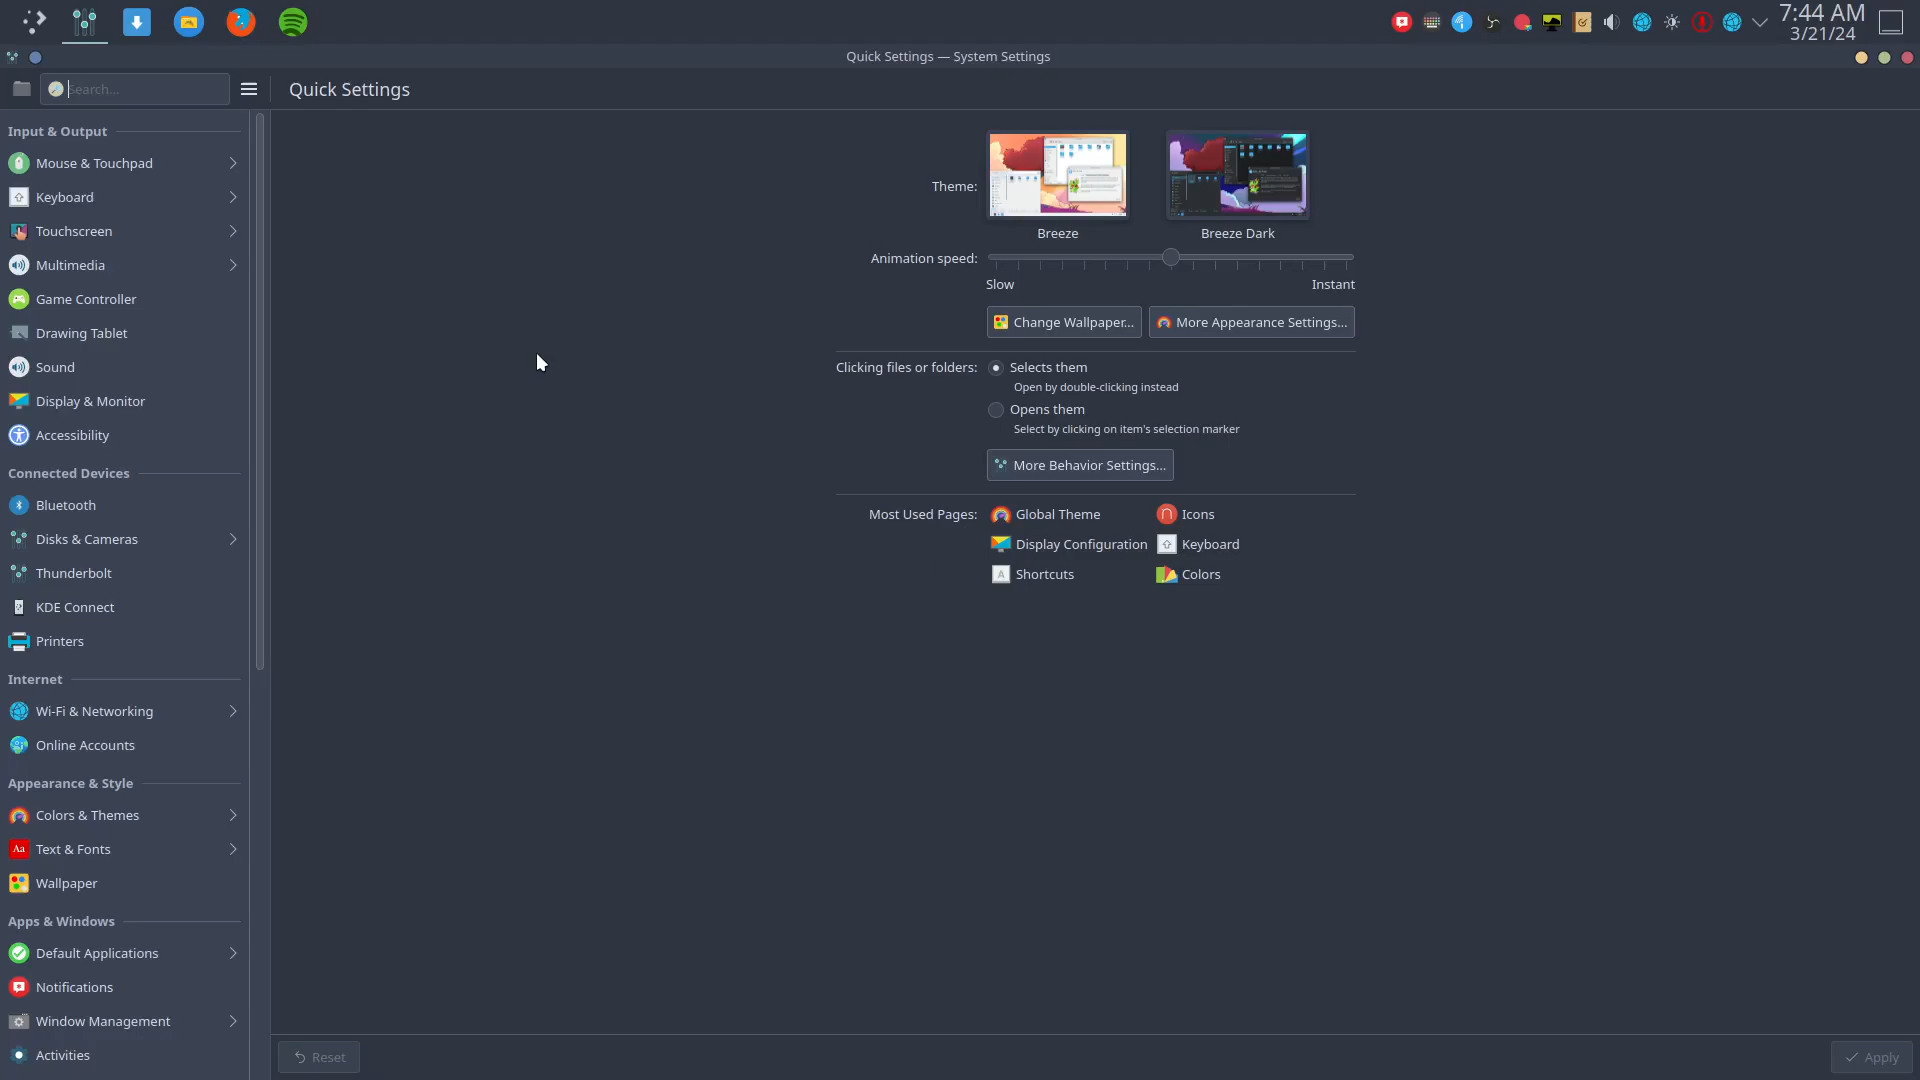 7:44 AM
3/21/24
Quick Settings — System Settings
Search...
Quick Settings
Input & Output
Mouse & Touchpad
Keyboard
Touchscreen
Multimedia
Game Controller
Drawing Tablet
Sound
Display & Monitor
Accessibility
Connected Devices
Bluetooth
Disks & Cameras
Thunderbolt
KDE Connect
Printers
Internet
Wi-Fi & Networking
Online Accounts
Appearance & Style
Colors & Themes
Aa Text & Fonts
Wallpaper
Apps & Windows
Default Applications
Notifications
Window Management
Activities
Theme:
Breeze
Breeze Dark
Animation speed:
Slow
Instant
Change Wallpaper...
More Appearance Settings...
Clicking files or folders:
Selects them
Open by double-clicking instead
Opens them
Select by clicking on item's selection marker
More Behavior Settings...
Most Used Pages:
Global Theme
Icons
Display Configuration
Keyboard
A Shortcuts
Colors
Reset
Apply